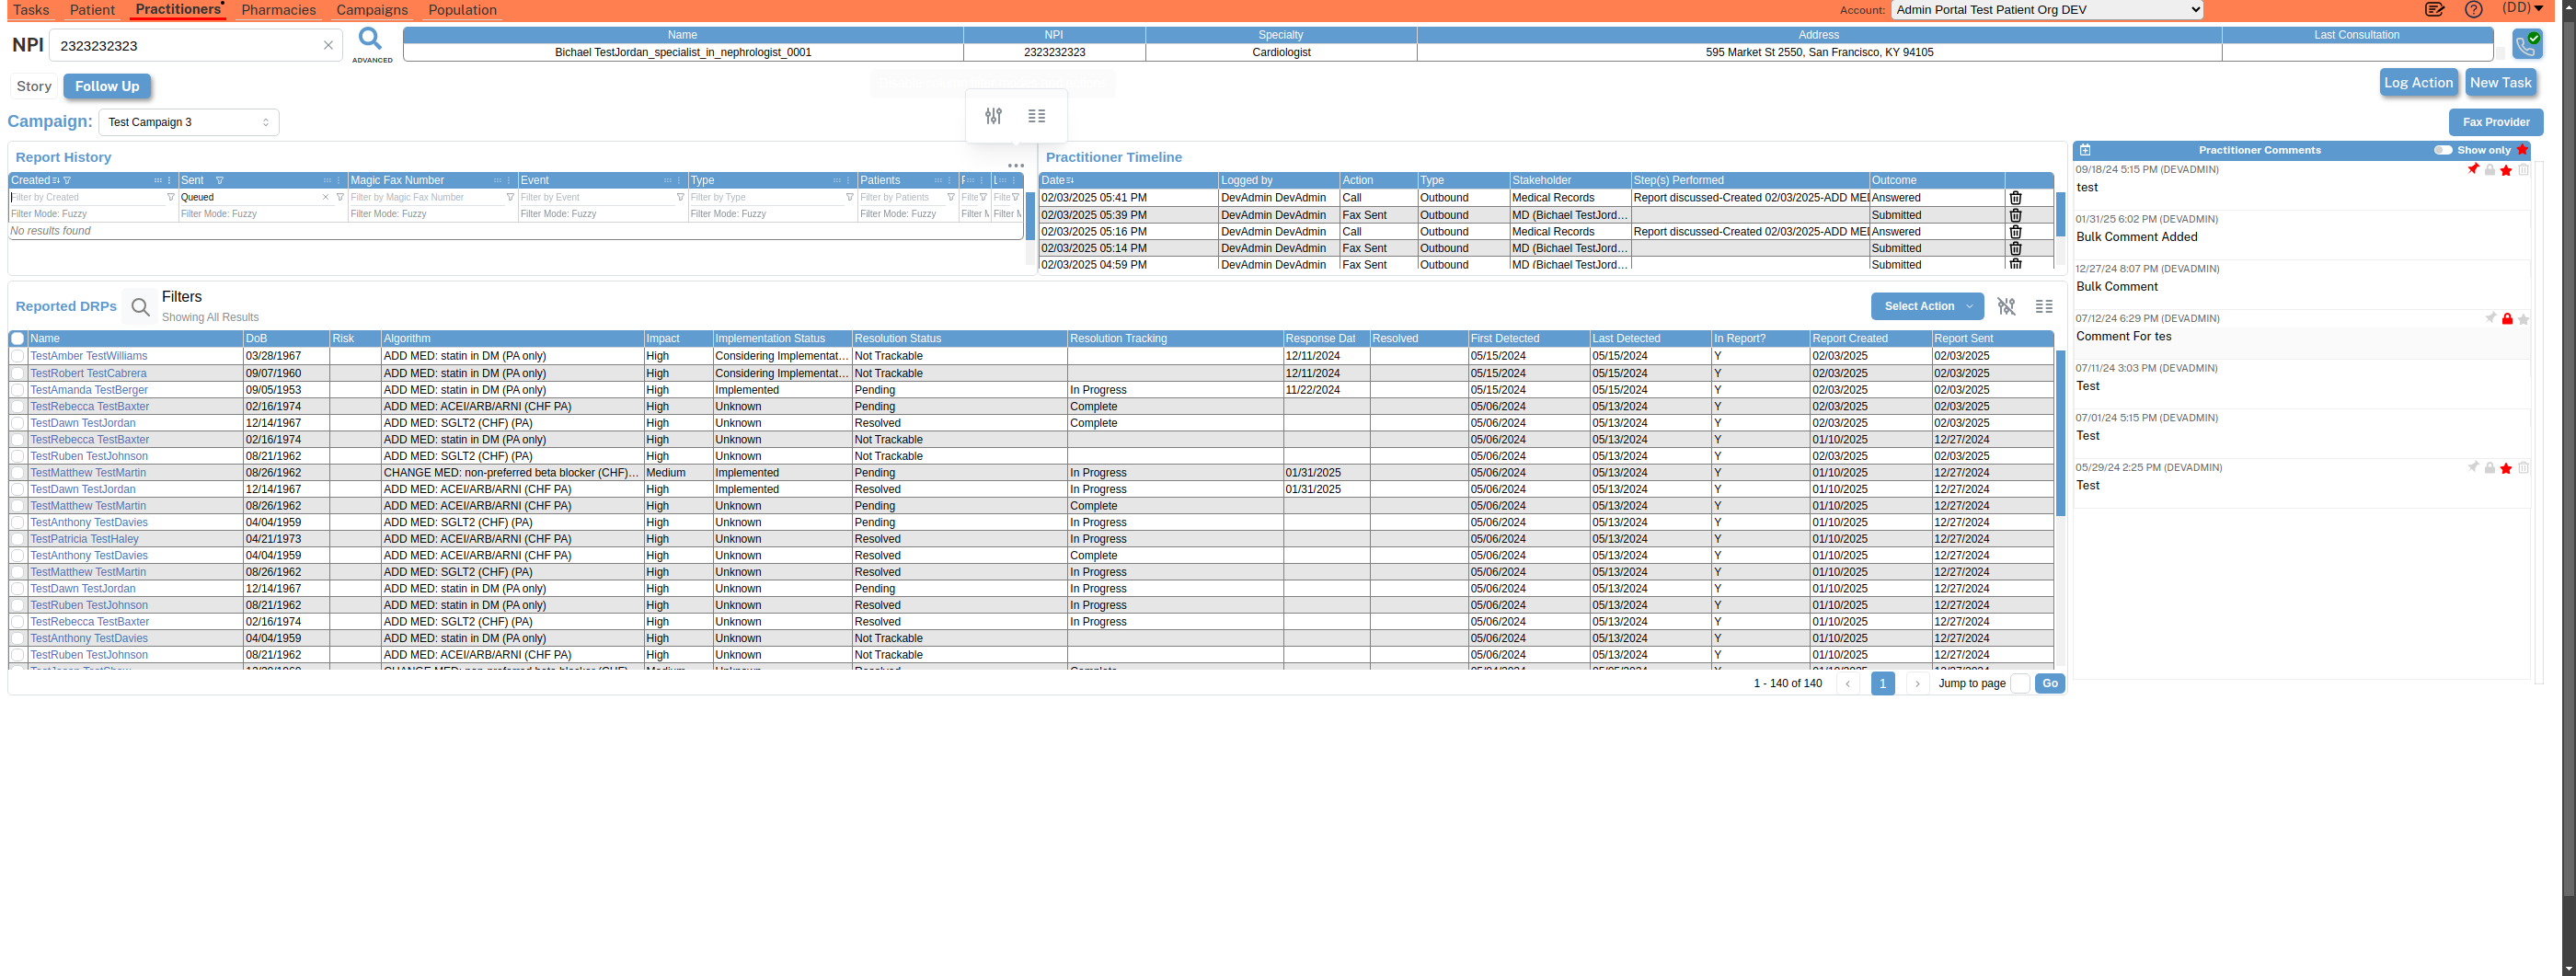 Tasks Patient Practitioners Pharmacies Campaigns Population Account: Admin Portal Test Patient Org DEV (DD)
NPI 2323232323 ADVANCED
Name NPI Specialty Address Last Consultation
Bichael TestJordan_specialist_in_nephrologist_0001 2323232323 Cardiologist 595 Market St 2550, San Francisco, KY 94105
Story Follow Up Log Action New Task
Campaign: Test Campaign 3 Fax Provider
Report History
Created Sent Magic Fax Number Event Type Patients
Filter by Created Queued Filter by Magic Fax Number Filter by Event Filter by Type Filter by Patients
Filter Mode: Fuzzy Filter Mode: Fuzzy Filter Mode: Fuzzy Filter Mode: Fuzzy Filter Mode: Fuzzy Filter Mode: Fuzzy Filter M Filter M
No results found
Practitioner Timeline
Date Logged by Action Type Stakeholder Step(s) Performed Outcome
02/03/2025 05:41 PM DevAdmin DevAdmin Call Outbound Medical Records Report discussed-Created 02/03/2025-ADD MEI Answered
02/03/2025 05:39 PM DevAdmin DevAdmin Fax Sent Outbound MD (Bichael TestJord... Submitted
02/03/2025 05:16 PM DevAdmin DevAdmin Call Outbound Medical Records Report discussed-Created 02/03/2025-ADD MEI Answered
02/03/2025 05:14 PM DevAdmin DevAdmin Fax Sent Outbound MD (Bichael TestJord... Submitted
02/03/2025 04:59 PM DevAdmin DevAdmin Fax Sent Outbound MD (Bichael TestJord... Submitted
Reported DRPs Filters
Showing All Results
Select Action
Name DoB Risk Algorithm Impact Implementation Status Resolution Status Resolution Tracking Response Dat Resolved First Detected Last Detected In Report? Report Created Report Sent
TestAmber TestWilliams 03/28/1967 ADD MED: statin in DM (PA only) High Considering Implementat... Not Trackable 12/11/2024 05/15/2024 05/15/2024 Y 02/03/2025 02/03/2025
TestRobert TestCabrera 09/07/1960 ADD MED: statin in DM (PA only) High Considering Implementat... Not Trackable 12/11/2024 05/15/2024 05/15/2024 Y 02/03/2025 02/03/2025
TestAmanda TestBerger 09/05/1953 ADD MED: statin in DM (PA only) High Implemented Pending In Progress 11/22/2024 05/15/2024 05/15/2024 Y 02/03/2025 02/03/2025
TestRebecca TestBaxter 02/16/1974 ADD MED: ACEI/ARB/ARNI (CHF PA) High Unknown Pending Complete 05/06/2024 05/13/2024 Y 02/03/2025 02/03/2025
TestDawn TestJordan 12/14/1967 ADD MED: SGLT2 (CHF) (PA) High Unknown Resolved Complete 05/06/2024 05/13/2024 Y 02/03/2025 02/03/2025
TestRebecca TestBaxter 02/16/1974 ADD MED: statin in DM (PA only) High Unknown Not Trackable 05/06/2024 05/13/2024 Y 01/10/2025 12/27/2024
TestRuben TestJohnson 08/21/1962 ADD MED: SGLT2 (CHF) (PA) High Unknown Not Trackable 05/06/2024 05/13/2024 Y 02/03/2025 02/03/2025
TestMatthew TestMartin 08/26/1962 CHANGE MED: non-preferred beta blocker (CHF)... Medium Implemented Pending In Progress 01/31/2025 05/06/2024 05/13/2024 Y 01/10/2025 12/27/2024
TestDawn TestJordan 12/14/1967 ADD MED: ACEI/ARB/ARNI (CHF PA) High Implemented Resolved In Progress 01/31/2025 05/06/2024 05/13/2024 Y 01/10/2025 12/27/2024
TestMatthew TestMartin 08/26/1962 ADD MED: ACEI/ARB/ARNI (CHF PA) High Unknown Pending Complete 05/06/2024 05/13/2024 Y 01/10/2025 12/27/2024
TestAnthony TestDavies 04/04/1959 ADD MED: SGLT2 (CHF) (PA) High Unknown Pending In Progress 05/06/2024 05/13/2024 Y 01/10/2025 12/27/2024
TestPatricia TestHaley 04/21/1973 ADD MED: ACEI/ARB/ARNI (CHF PA) High Unknown Resolved In Progress 05/06/2024 05/13/2024 Y 01/10/2025 12/27/2024
TestAnthony TestDavies 04/04/1959 ADD MED: ACEI/ARB/ARNI (CHF PA) High Unknown Resolved Complete 05/06/2024 05/13/2024 Y 01/10/2025 12/27/2024
TestMatthew TestMartin 08/26/1962 ADD MED: SGLT2 (CHF) (PA) High Unknown Resolved In Progress 05/06/2024 05/13/2024 Y 01/10/2025 12/27/2024
TestDawn TestJordan 12/14/1967 ADD MED: statin in DM (PA only) High Unknown Pending In Progress 05/06/2024 05/13/2024 Y 01/10/2025 12/27/2024
TestRuben TestJohnson 08/21/1962 ADD MED: statin in DM (PA only) High Unknown Resolved In Progress 05/06/2024 05/13/2024 Y 01/10/2025 12/27/2024
TestRebecca TestBaxter 02/16/1974 ADD MED: SGLT2 (CHF) (PA) High Unknown Resolved In Progress 05/06/2024 05/13/2024 Y 01/10/2025 12/27/2024
TestAnthony TestDavies 04/04/1959 ADD MED: statin in DM (PA only) High Unknown Not Trackable 05/06/2024 05/13/2024 Y 01/10/2025 12/27/2024
TestRuben TestJohnson 08/21/1962 ADD MED: ACEI/ARB/ARNI (CHF PA) High Unknown Not Trackable 05/06/2024 05/13/2024 Y 01/10/2025 12/27/2024
1 - 140 of 140 1 Jump to page Go
Practitioner Comments Show only
09/18/24 5:15 PM (DEVADMIN)
test
01/31/25 6:02 PM (DEVADMIN)
Bulk Comment Added
12/27/24 8:07 PM (DEVADMIN)
Bulk Comment
07/12/24 6:29 PM (DEVADMIN)
Comment For tes
07/11/24 3:03 PM (DEVADMIN)
Test
07/01/24 5:15 PM (DEVADMIN)
Test
05/29/24 2:25 PM (DEVADMIN)
Test